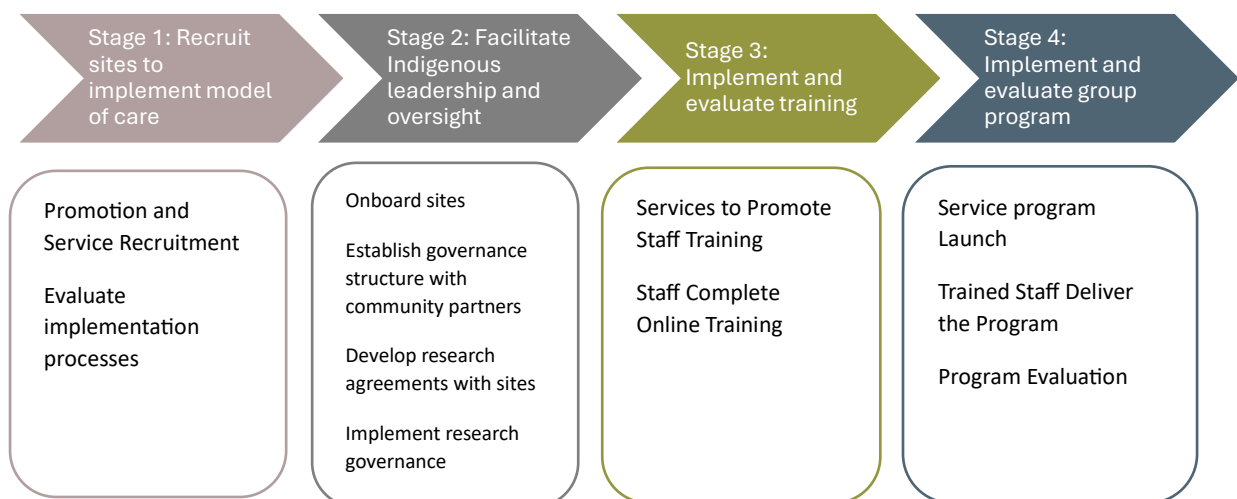 Stage 1: Recruit
sites to
implement model
of care
Stage 2: Facilitate
Indigenous
leadership and
oversight
Stage 3:
Implement and
evaluate training
Stage 4:
Implement and
evaluate group
program
Promotion and
Service Recruitment
Evaluate
implementation
processes
Onboard sites
Establish governance
structure with
community partners
Develop research
agreements with sites
Implement research
governance
Services to Promote
Staff Training
Staff Complete
Online Training
Service program
Launch
Trained Staff Deliver
the Program
Program Evaluation